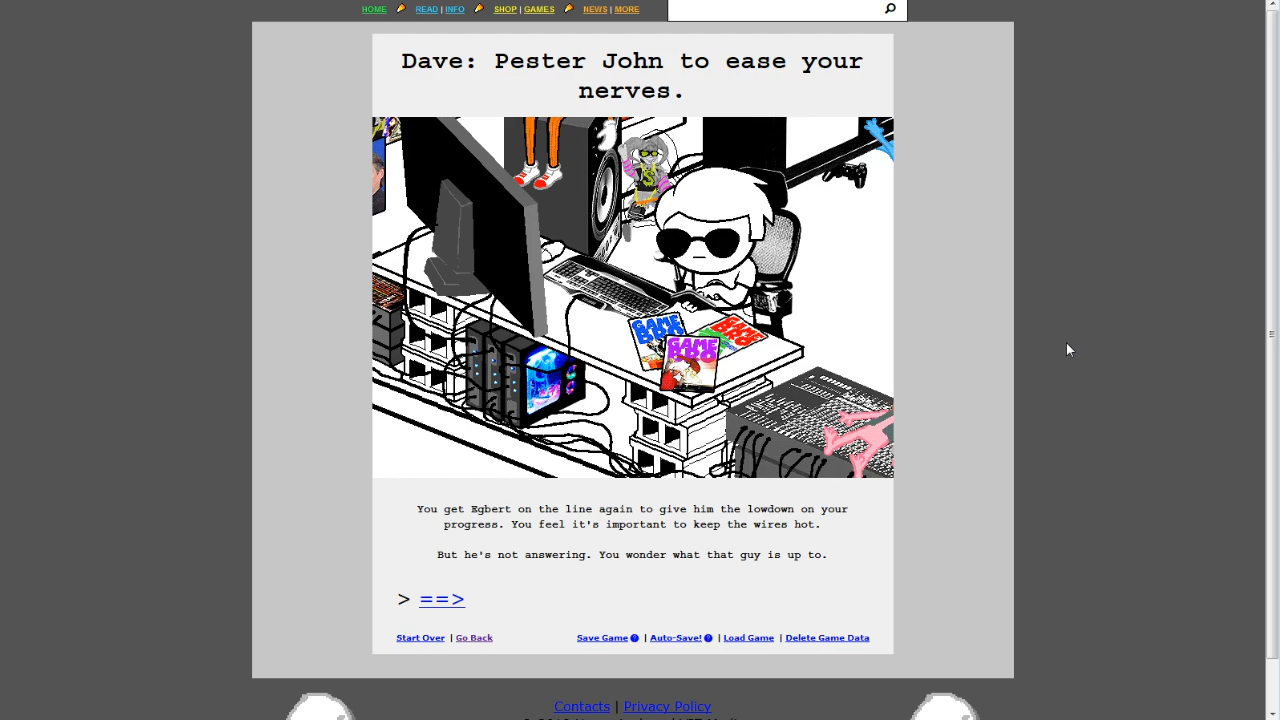 HOME READ | INFO SHOP | GAMES NEWS | MORE
Dave: Pester John to ease your
nerves.
GAME
BRO
GAME
BRO
GAME
BRO
You get Egbert on the line again to give him the lowdown on your
progress. You feel it's important to keep the wires hot.
But he's not answering. You wonder what that guy is up to.
> ==>
Start Over | Go Back Save Game ? | Auto-Save! ? | Load Game | Delete Game Data
Contacts | Privacy Policy